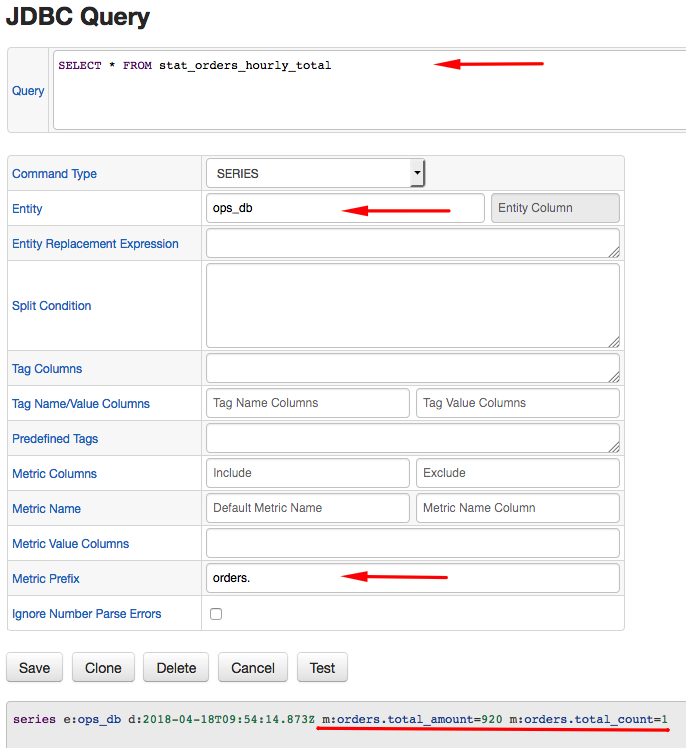 JDBC Query
Query
SELECT * FROM stat_orders_hourly_total
Command Type SERIES
Entity ops_db Entity Column
Entity Replacement Expression
Split Condition
Tag Columns
Tag Name/Value Columns Tag Name Columns Tag Value Columns
Predefined Tags
Metric Columns Include Exclude
Metric Name Default Metric Name Metric Name Column
Metric Value Columns
Metric Prefix orders.
Ignore Number Parse Errors
Save Clone Delete Cancel Test
series e:ops_db d:2018-04-18T09:54:14.873Z m:orders.total_amount=920 m:orders.total_count=1